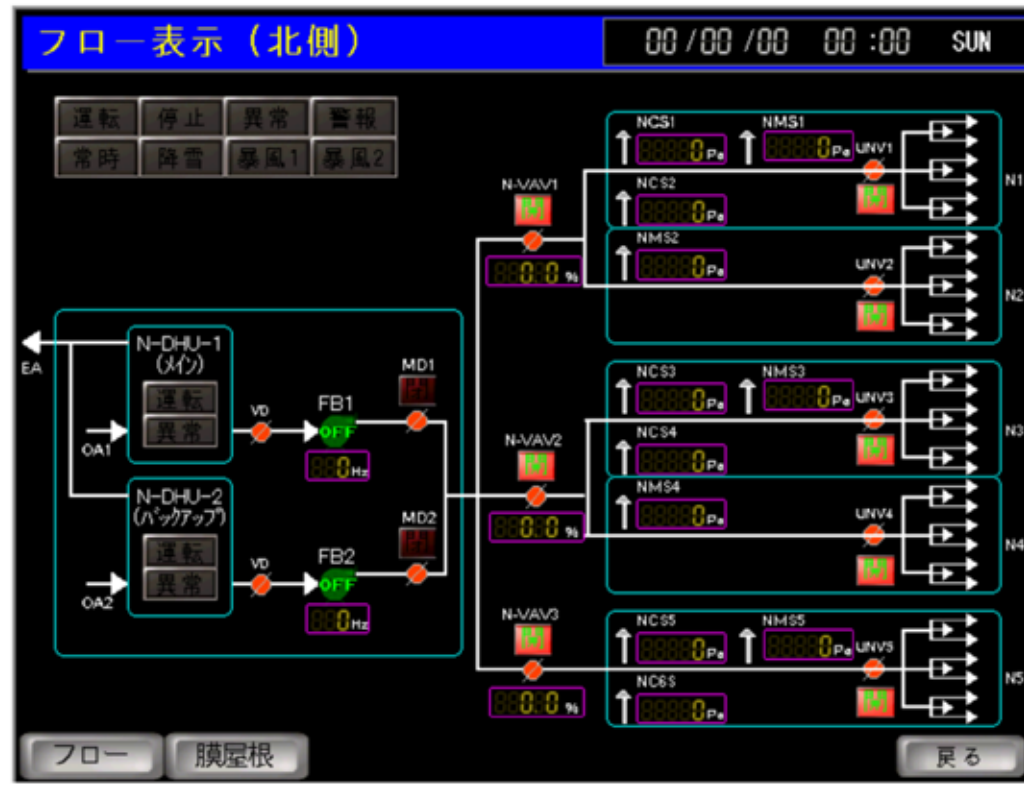 フロー表示（北側）
00/00/00 00:00 SUN
運転 停止 異常 警報
常時 降雪 暴風1 暴風2
NCS1 NMS1
0Pa 0Pa UNV1
N1
NCS2
0Pa
N-VAV1
0.0 %
NMS2
0Pa
UNV2
N2
EA
N-DHU-1
(メイン)
運転
異常
OA1
VD
FB1
OFF
0Hz
MD1
N-DHU-2
(バックアップ)
運転
異常
OA2
VD
FB2
OFF
0Hz
MD2
NCS3 NMS3
0Pa 0Pa UNV3
N3
NCS4
0Pa
N-VAV2
0.0 %
NMS4
0Pa
UNV4
N4
N-VAV3
0.0 %
NCS5 NMS5
0Pa 0Pa UNV5
N5
NC6S
0Pa
フロー 膜屋根 戻る